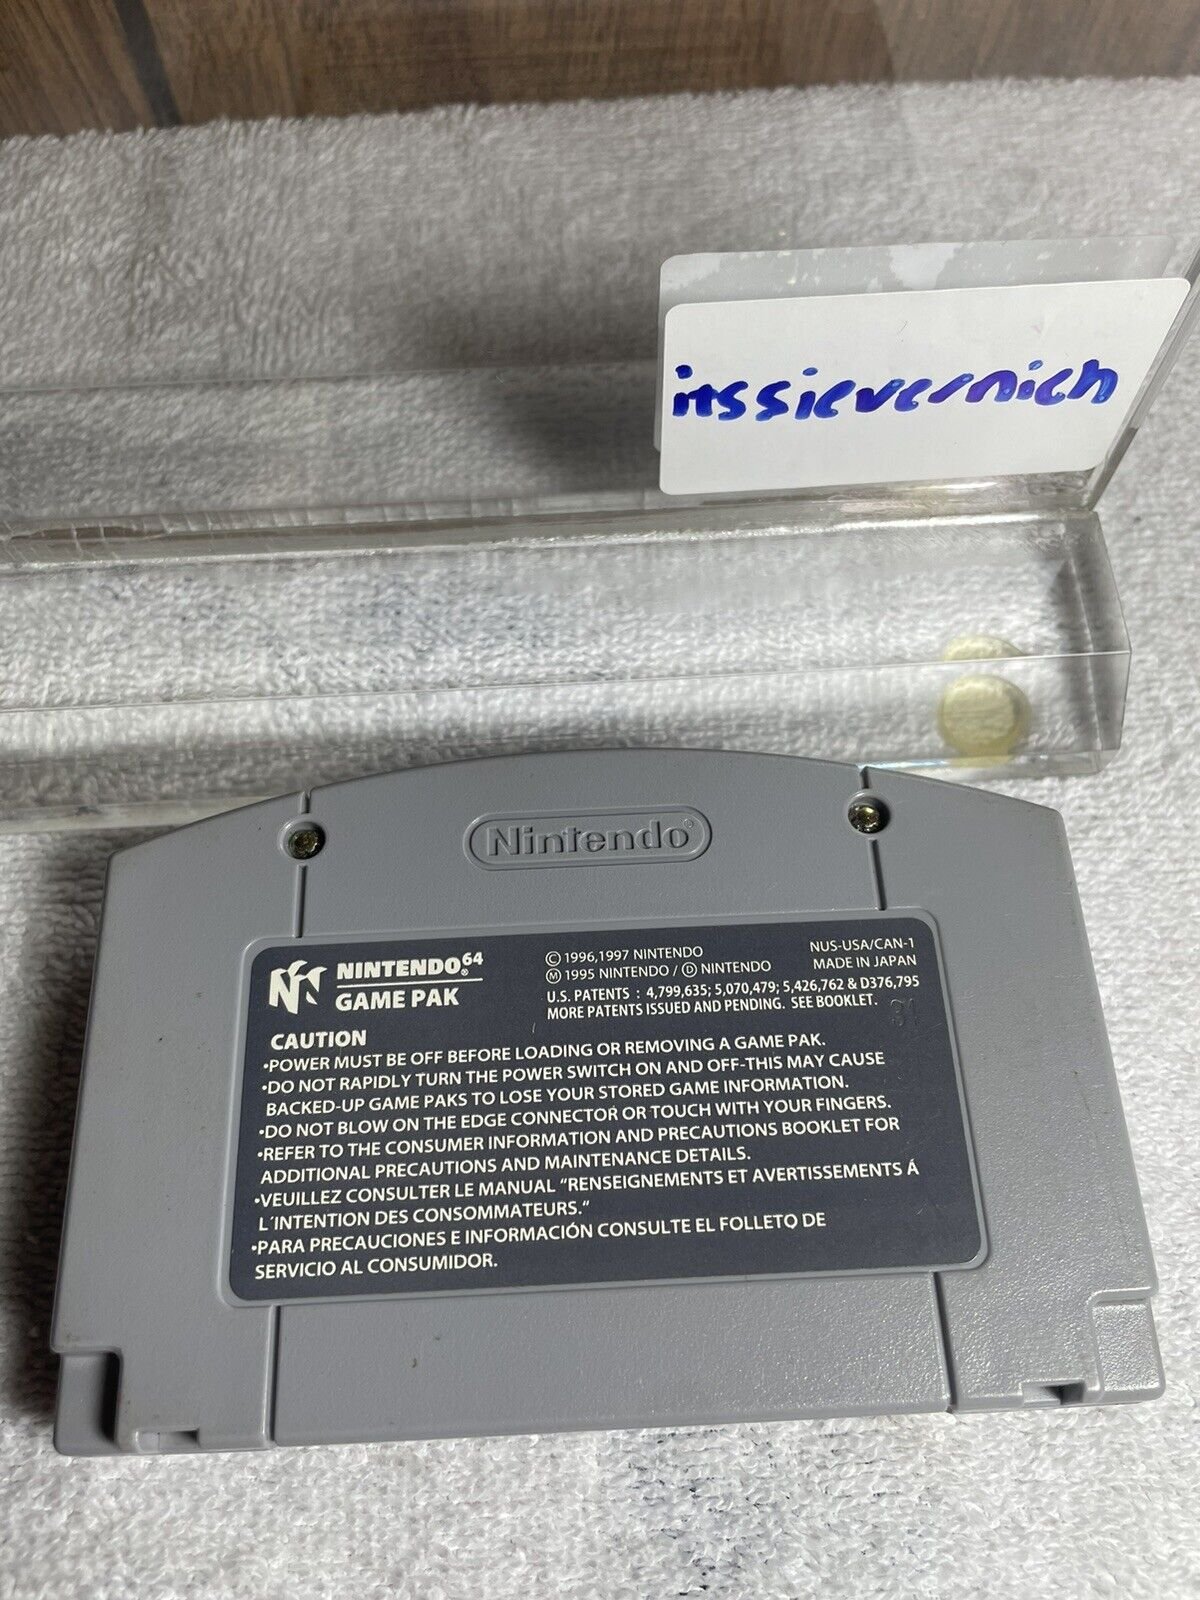 itssievernich
Nintendo®
NINTENDO®64
GAME PAK
© 1996,1997 NINTENDO
Ⓜ 1995 NINTENDO / Ⓓ NINTENDO
NUS-USA/CAN-1
MADE IN JAPAN
U.S. PATENTS : 4,799,635; 5,070,479; 5,426,762 & D376,795
MORE PATENTS ISSUED AND PENDING. SEE BOOKLET.
31
CAUTION
•POWER MUST BE OFF BEFORE LOADING OR REMOVING A GAME PAK.
•DO NOT RAPIDLY TURN THE POWER SWITCH ON AND OFF-THIS MAY CAUSE
BACKED-UP GAME PAKS TO LOSE YOUR STORED GAME INFORMATION.
•DO NOT BLOW ON THE EDGE CONNECTOR OR TOUCH WITH YOUR FINGERS.
•REFER TO THE CONSUMER INFORMATION AND PRECAUTIONS BOOKLET FOR
ADDITIONAL PRECAUTIONS AND MAINTENANCE DETAILS.
•VEUILLEZ CONSULTER LE MANUAL "RENSEIGNEMENTS ET AVERTISSEMENTS Á
L'INTENTION DES CONSOMMATEURS."
•PARA PRECAUCIONES E INFORMACIÓN CONSULTE EL FOLLETO DE
SERVICIO AL CONSUMIDOR.